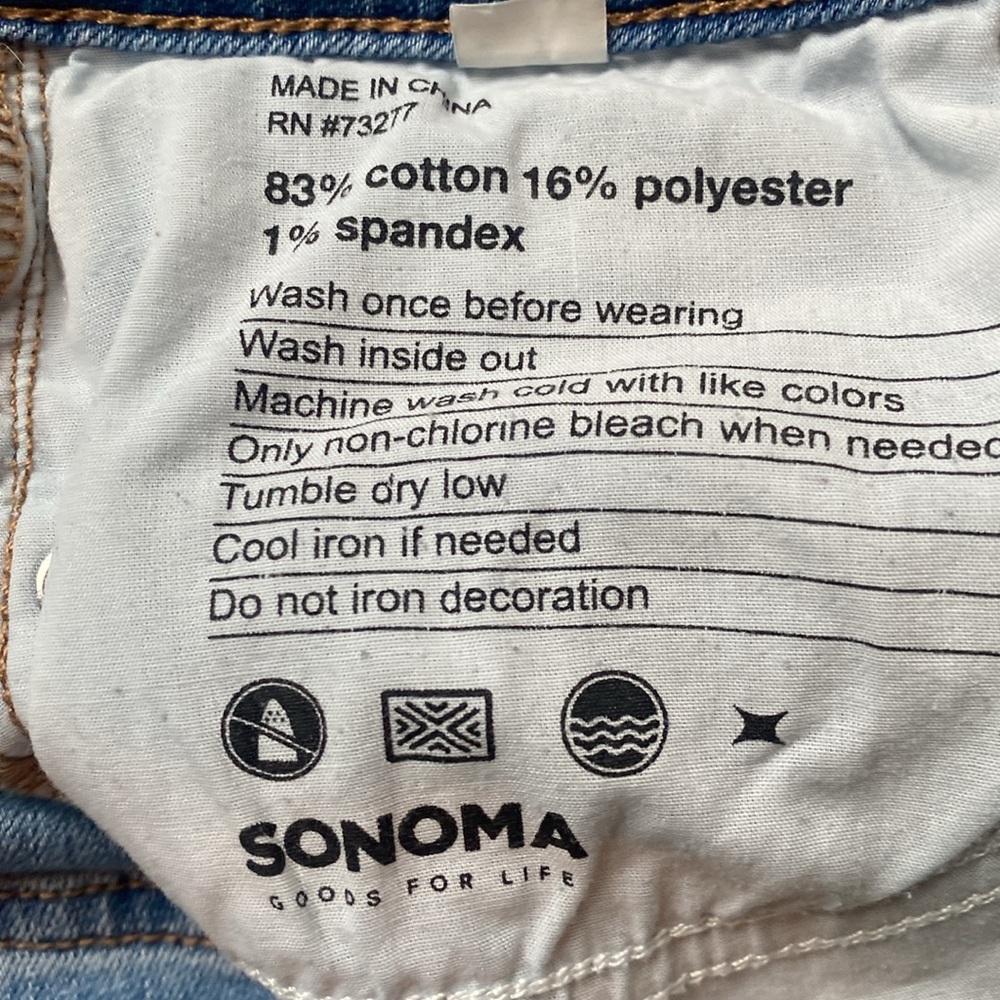 MADE IN CHINA
RN #73277
83% cotton 16% polyester
1% spandex
Wash once before wearing
Wash inside out
Machine wash cold with like colors
Only non-chlorine bleach when needed
Tumble dry low
Cool iron if needed
Do not iron decoration
SONOMA
GOODS FOR LIFE